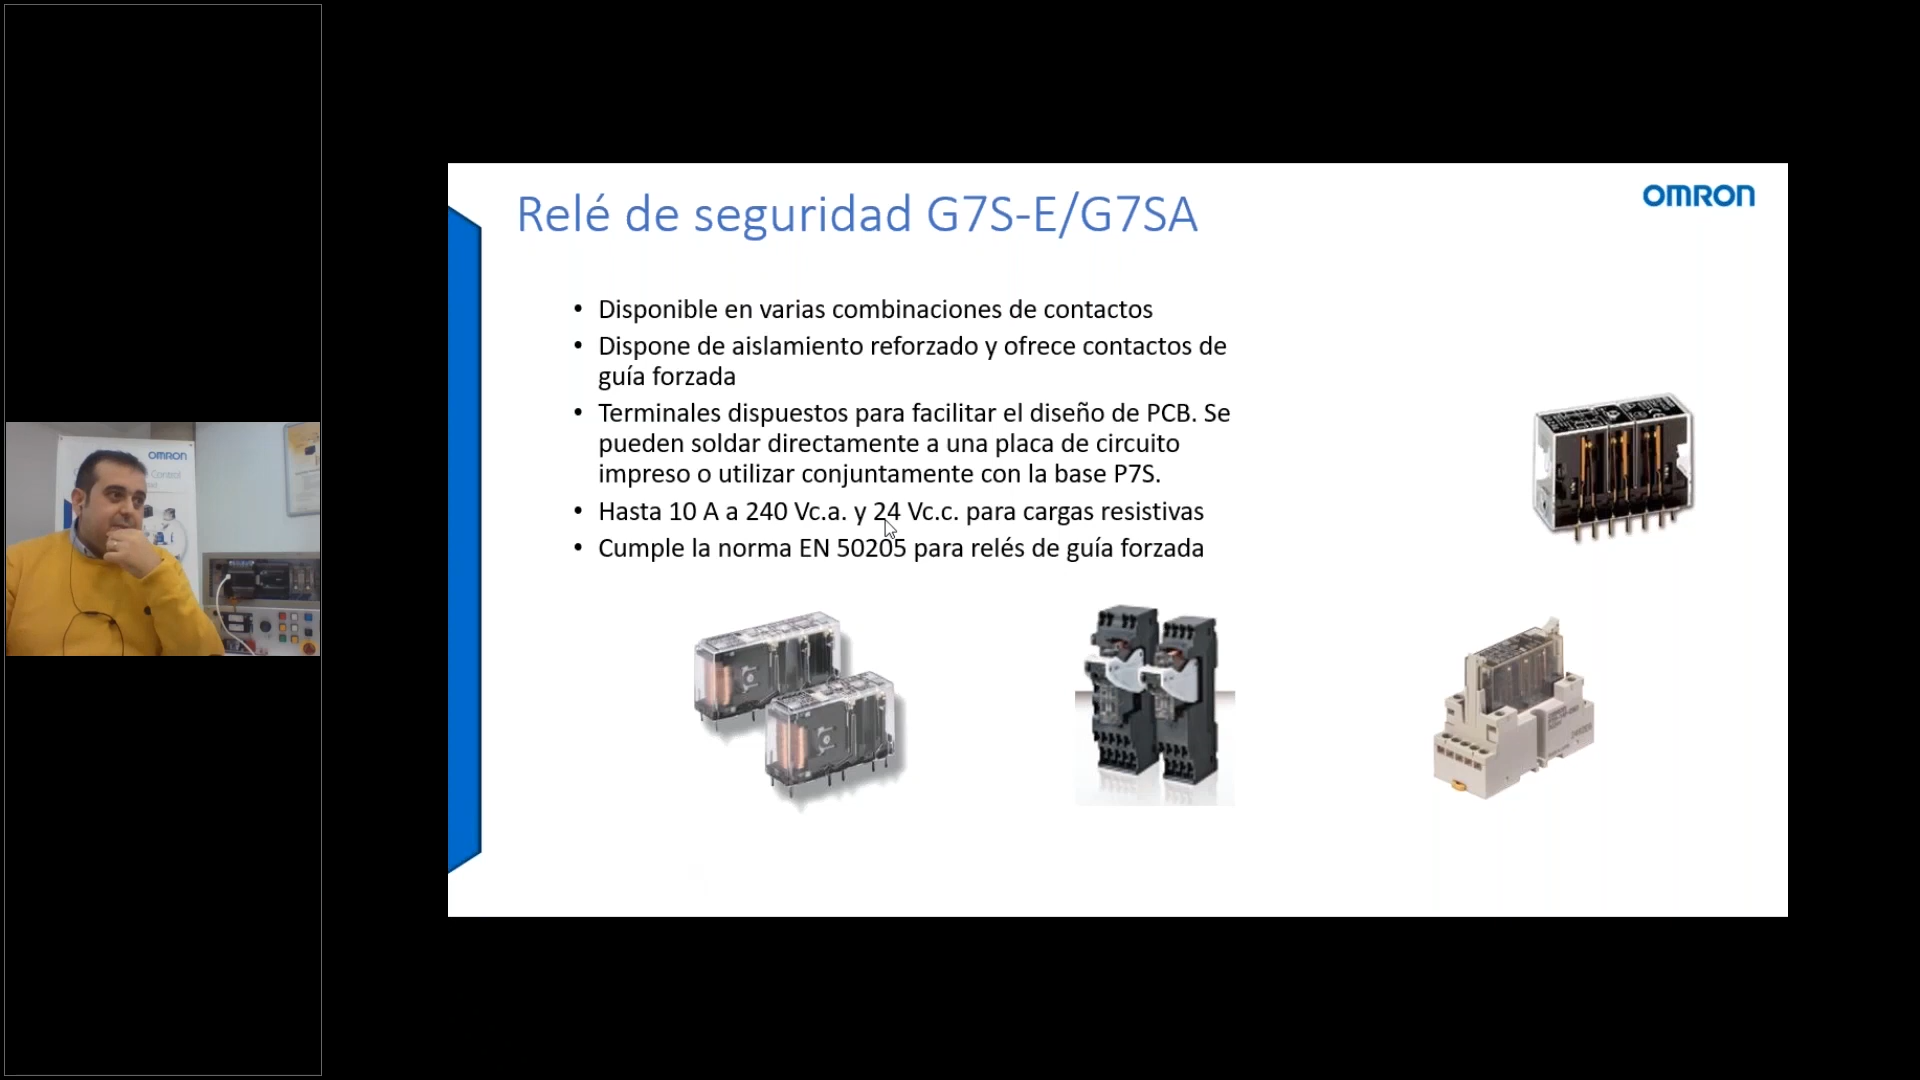 OMRON
Control
Relé de seguridad G7S-E/G7SA
OMRON
• Disponible en varias combinaciones de contactos
• Dispone de aislamiento reforzado y ofrece contactos de
guía forzada
• Terminales dispuestos para facilitar el diseño de PCB. Se
pueden soldar directamente a una placa de circuito
impreso o utilizar conjuntamente con la base P7S.
• Hasta 10 A a 240 Vc.a. y 24 Vc.c. para cargas resistivas
• Cumple la norma EN 50205 para relés de guía forzada